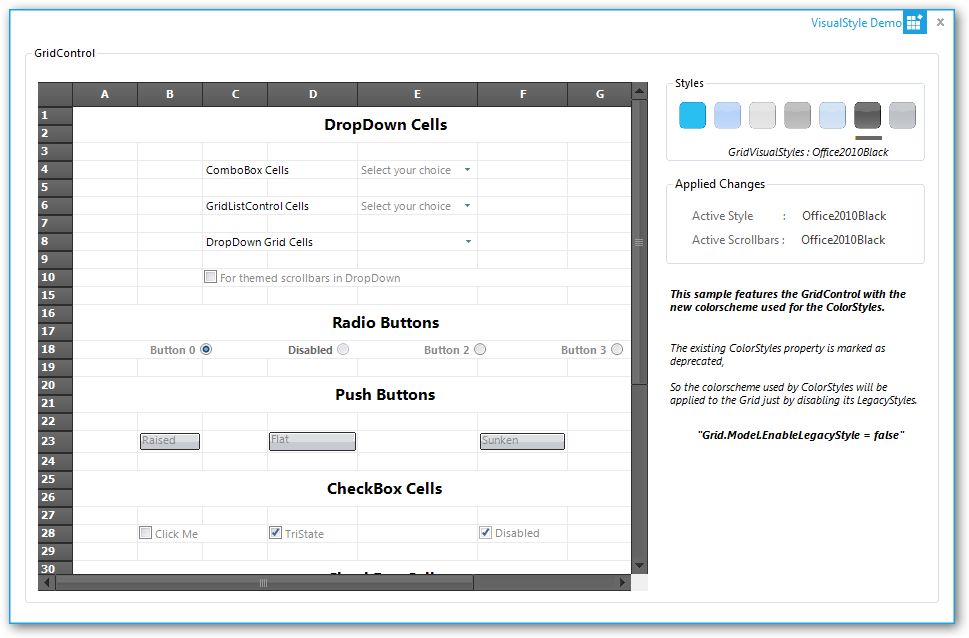 VisualStyle Demo
GridControl
A B C D E F G
1
DropDown Cells
2
3
4 ComboBox Cells Select your choice
5
6 GridListControl Cells Select your choice
7
8 DropDown Grid Cells
9
10 For themed scrollbars in DropDown
15
16
Radio Buttons
17
18 Button 0 Disabled Button 2 Button 3
19
20
Push Buttons
21
22
23 Raised Flat Sunken
24
25
CheckBox Cells
26
27
28 Click Me TriState Disabled
29
30
Styles
GridVisualStyles : Office2010Black
Applied Changes
Active Style : Office2010Black
Active Scrollbars : Office2010Black
This sample features the GridControl with the
new colorscheme used for the ColorStyles.
The existing ColorStyles property is marked as
deprecated,
So the colorscheme used by ColorStyles will be
applied to the Grid just by disabling its LegacyStyles.
"Grid.Model.EnableLegacyStyle = false"